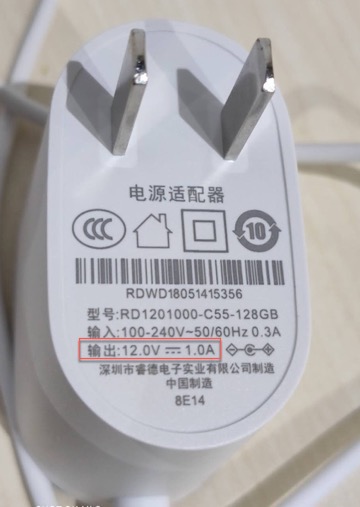 电源适配器
CCC
10
RDWD18051415356
型号:RD1201000-C55-128GB
输入:100-240V~50/60Hz 0.3A
输出:12.0V ⎓ 1.0A
深圳市睿德电子实业有限公司制造
中国制造
8E14